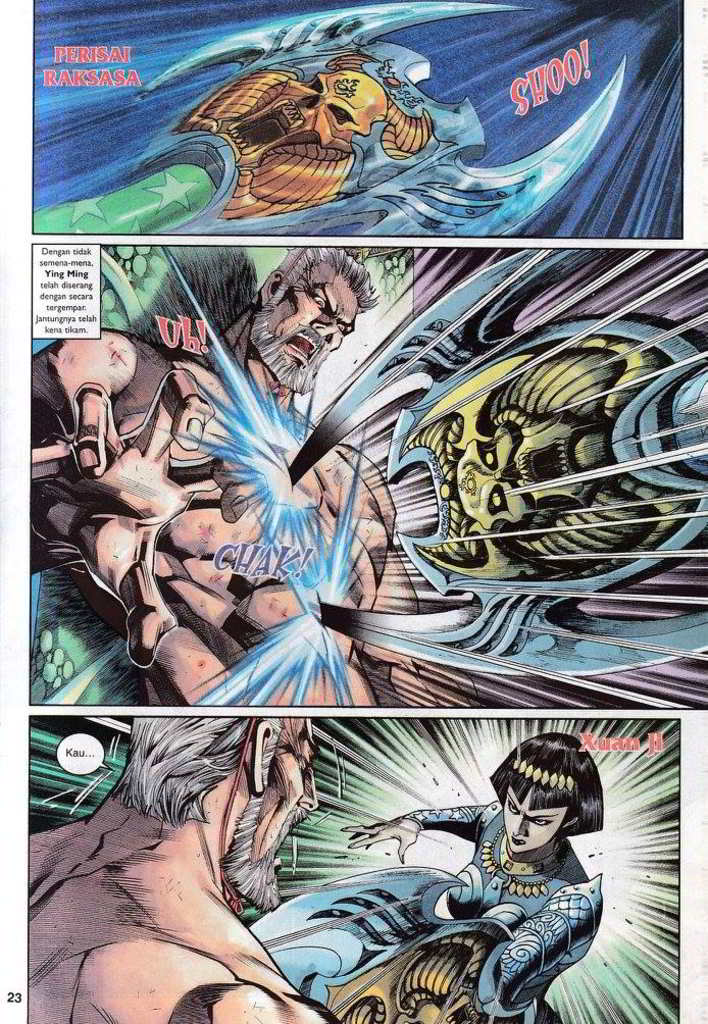 PERISAI
RAKSASA
SHOO!
Dengan tidak
semena-mena,
Ying Ming
telah diserang
dengan secara
tergempar.
Jantungnya telah
kena tikam.
Uh!
CHAK!
Kau...
Xuan Ji
23